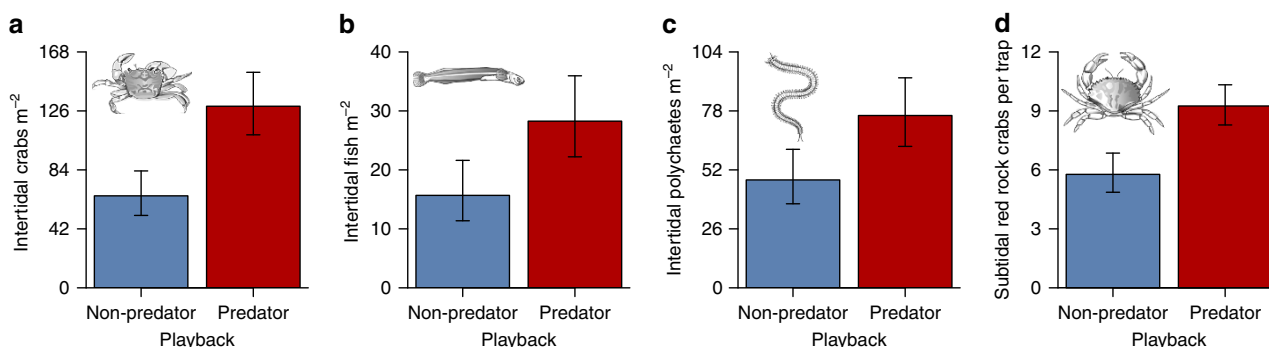 a
Intertidal crabs m⁻²
168
126
84
42
0
Non-predator Predator
Playback
b
Intertidal fish m⁻²
40
30
20
10
0
Non-predator Predator
Playback
c
Intertidal polychaetes m⁻²
104
78
52
26
0
Non-predator Predator
Playback
d
Subtidal red rock crabs per trap
12
9
6
3
0
Non-predator Predator
Playback